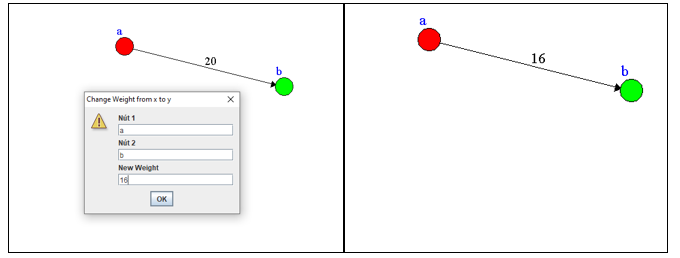 a
20
b
Change Weight from x to y
Nút 1
a
Nút 2
b
New Weight
16
OK
a
16
b